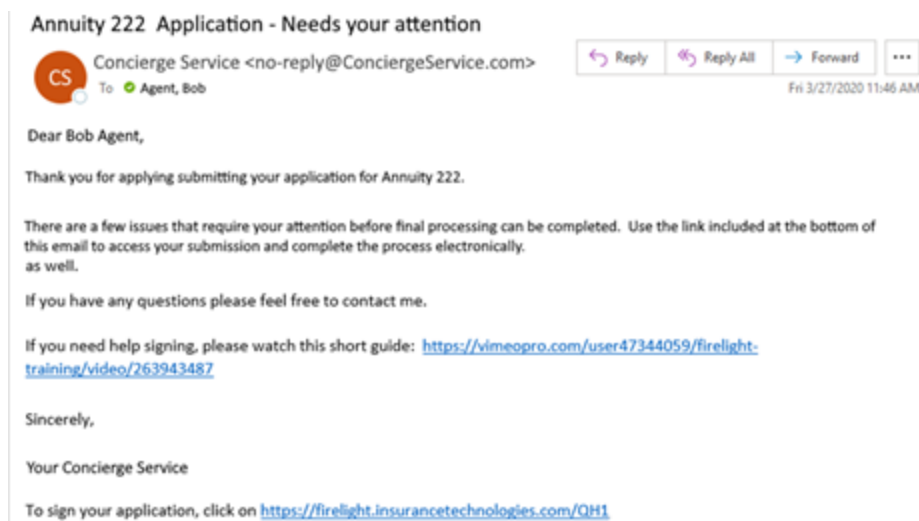 Annuity 222 Application - Needs your attention
CS
Concierge Service <no-reply@ConciergeService.com>
Reply
Reply All
Forward
To Agent, Bob
Fri 3/27/2020 11:46 AM
Dear Bob Agent,
Thank you for applying submitting your application for Annuity 222.
There are a few issues that require your attention before final processing can be completed. Use the link included at the bottom of
this email to access your submission and complete the process electronically.
as well.
If you have any questions please feel free to contact me.
If you need help signing, please watch this short guide: https://vimeopro.com/user47344059/firelight-
training/video/263943487
Sincerely,
Your Concierge Service
To sign your application, click on https://firelight.insurancetechnologies.com/QH1